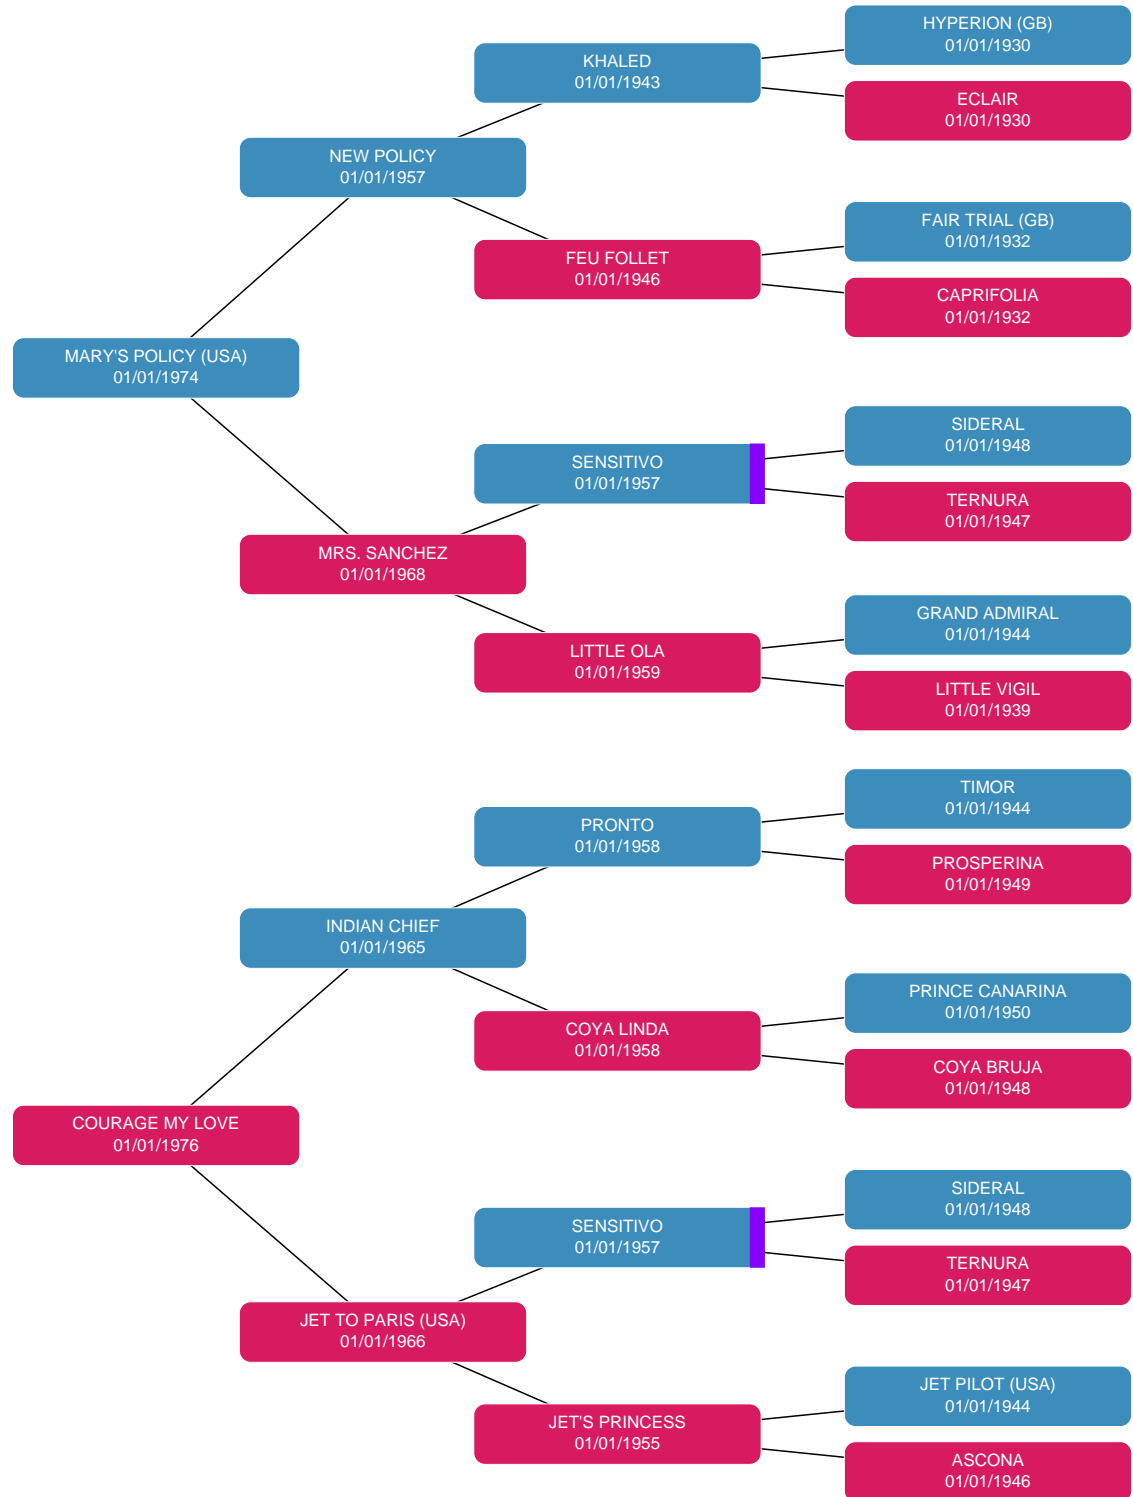 HYPERION (GB)
01/01/1930
KHALED
01/01/1943
ECLAIR
01/01/1930
NEW POLICY
01/01/1957
FAIR TRIAL (GB)
01/01/1932
FEU FOLLET
01/01/1946
CAPRIFOLIA
01/01/1932
MARY'S POLICY (USA)
01/01/1974
SIDERAL
01/01/1948
SENSITIVO
01/01/1957
TERNURA
01/01/1947
MRS. SANCHEZ
01/01/1968
GRAND ADMIRAL
01/01/1944
LITTLE OLA
01/01/1959
LITTLE VIGIL
01/01/1939
TIMOR
01/01/1944
PRONTO
01/01/1958
PROSPERINA
01/01/1949
INDIAN CHIEF
01/01/1965
PRINCE CANARINA
01/01/1950
COYA LINDA
01/01/1958
COYA BRUJA
01/01/1948
COURAGE MY LOVE
01/01/1976
SIDERAL
01/01/1948
SENSITIVO
01/01/1957
TERNURA
01/01/1947
JET TO PARIS (USA)
01/01/1966
JET PILOT (USA)
01/01/1944
JET'S PRINCESS
01/01/1955
ASCONA
01/01/1946